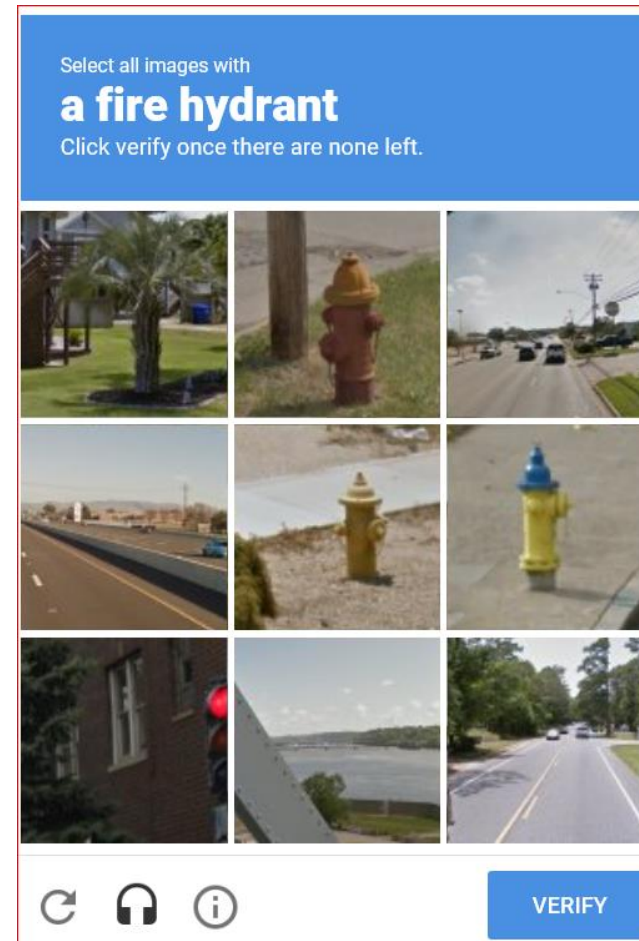 Select all images with
a fire hydrant
Click verify once there are none left.
VERIFY